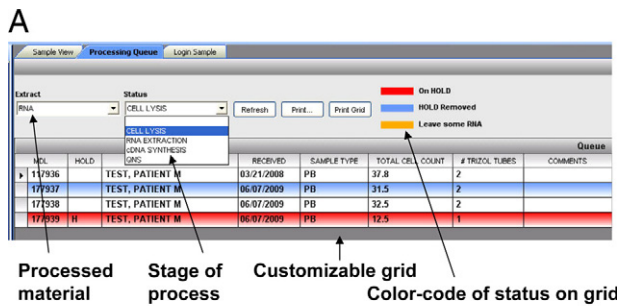 A
Sample View Processing Queue Login Sample
Extract Status
RNA CELL LYSIS Refresh Print... Print Grid
On HOLD
HOLD Removed
Leave some RNA
CELL LYSIS
RNA EXTRACTION
cDNA SYNTHESIS
QNS
Queue
MDL HOLD RECEIVED SAMPLE TYPE TOTAL CELL COUNT # TRIZOL TUBES COMMENTS
117936 TEST, PATIENT M 03/21/2008 PB 37.8 2
177937 TEST, PATIENT M 06/07/2009 PB 31.5 2
177938 TEST, PATIENT M 06/07/2009 PB 32.5 2
177939 H TEST, PATIENT M 06/07/2009 PB 12.5 1
Processed material
Stage of process
Customizable grid
Color-code of status on grid